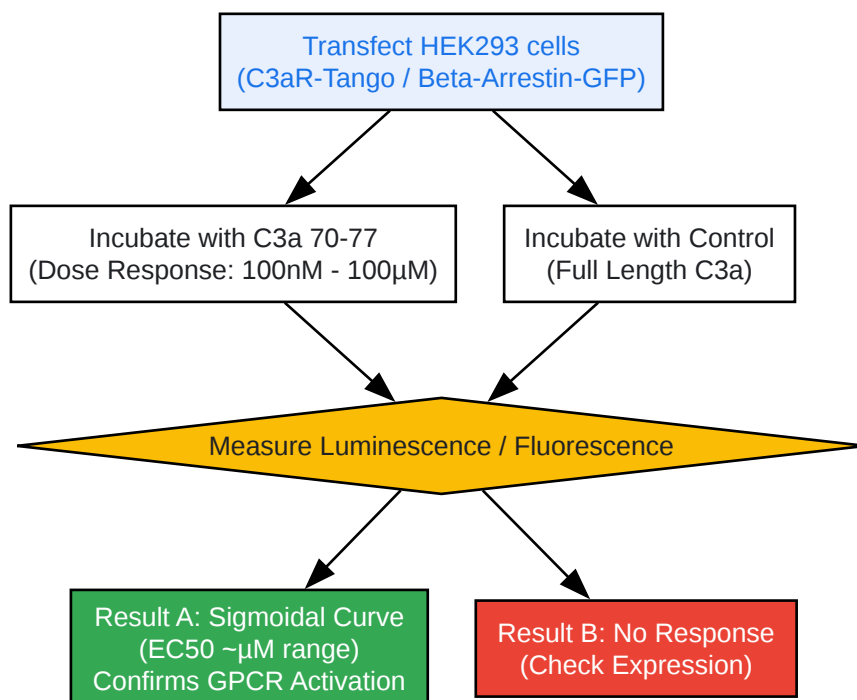 Transfect HEK293 cells
(C3aR-Tango / Beta-Arrestin-GFP)
Incubate with C3a 70-77
(Dose Response: 100nM - 100µM)
Incubate with Control
(Full Length C3a)
Measure Luminescence / Fluorescence
Result A: Sigmoidal Curve
(EC50 ~µM range)
Confirms GPCR Activation
Result B: No Response
(Check Expression)